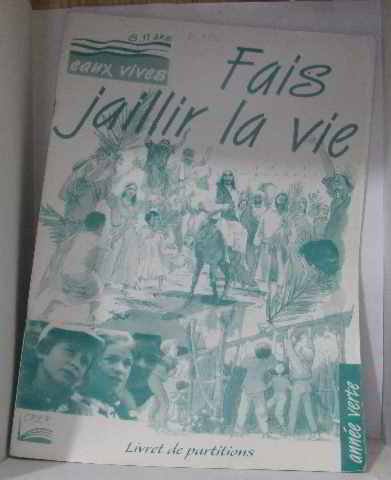 8 11 ans
eaux vives
Fais
jaillir la vie
année verte
Livret de partitions